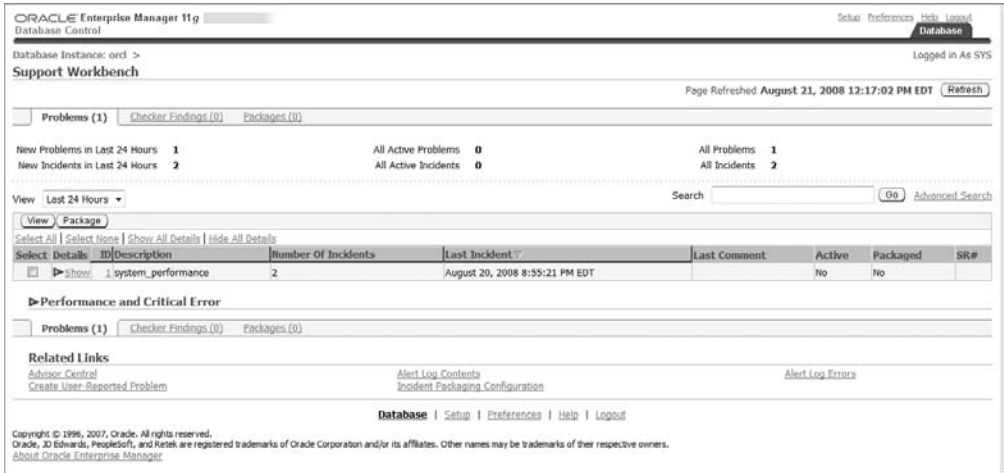 ORACLE Enterprise Manager 11g
Database Control
Setup Preferences Help Logout
Database
Database Instance: orcl >
Logged in As SYS
Support Workbench
Page Refreshed August 21, 2008 12:17:02 PM EDT Refresh
Problems (1) Checker Findings (0) Packages (0)
New Problems in Last 24 Hours 1 All Active Problems 0 All Problems 1
New Incidents in Last 24 Hours 2 All Active Incidents 0 All Incidents 2
View Last 24 Hours Search Go Advanced Search
View Package
Select All | Select None | Show All Details | Hide All Details
Select Details ID Description Number Of Incidents Last Incident Last Comment Active Packaged SR#
Show 1 system_performance 2 August 20, 2008 8:55:21 PM EDT No No
Performance and Critical Error
Problems (1) Checker Findings (0) Packages (0)
Related Links
Advisor Central Alert Log Contents Alert Log Errors
Create User-Reported Problem Incident Packaging Configuration
Database | Setup | Preferences | Help | Logout
Copyright © 1996, 2007, Oracle. All rights reserved.
Oracle, JD Edwards, PeopleSoft, and Retek are registered trademarks of Oracle Corporation and/or its affiliates. Other names may be trademarks of their respective owners.
About Oracle Enterprise Manager